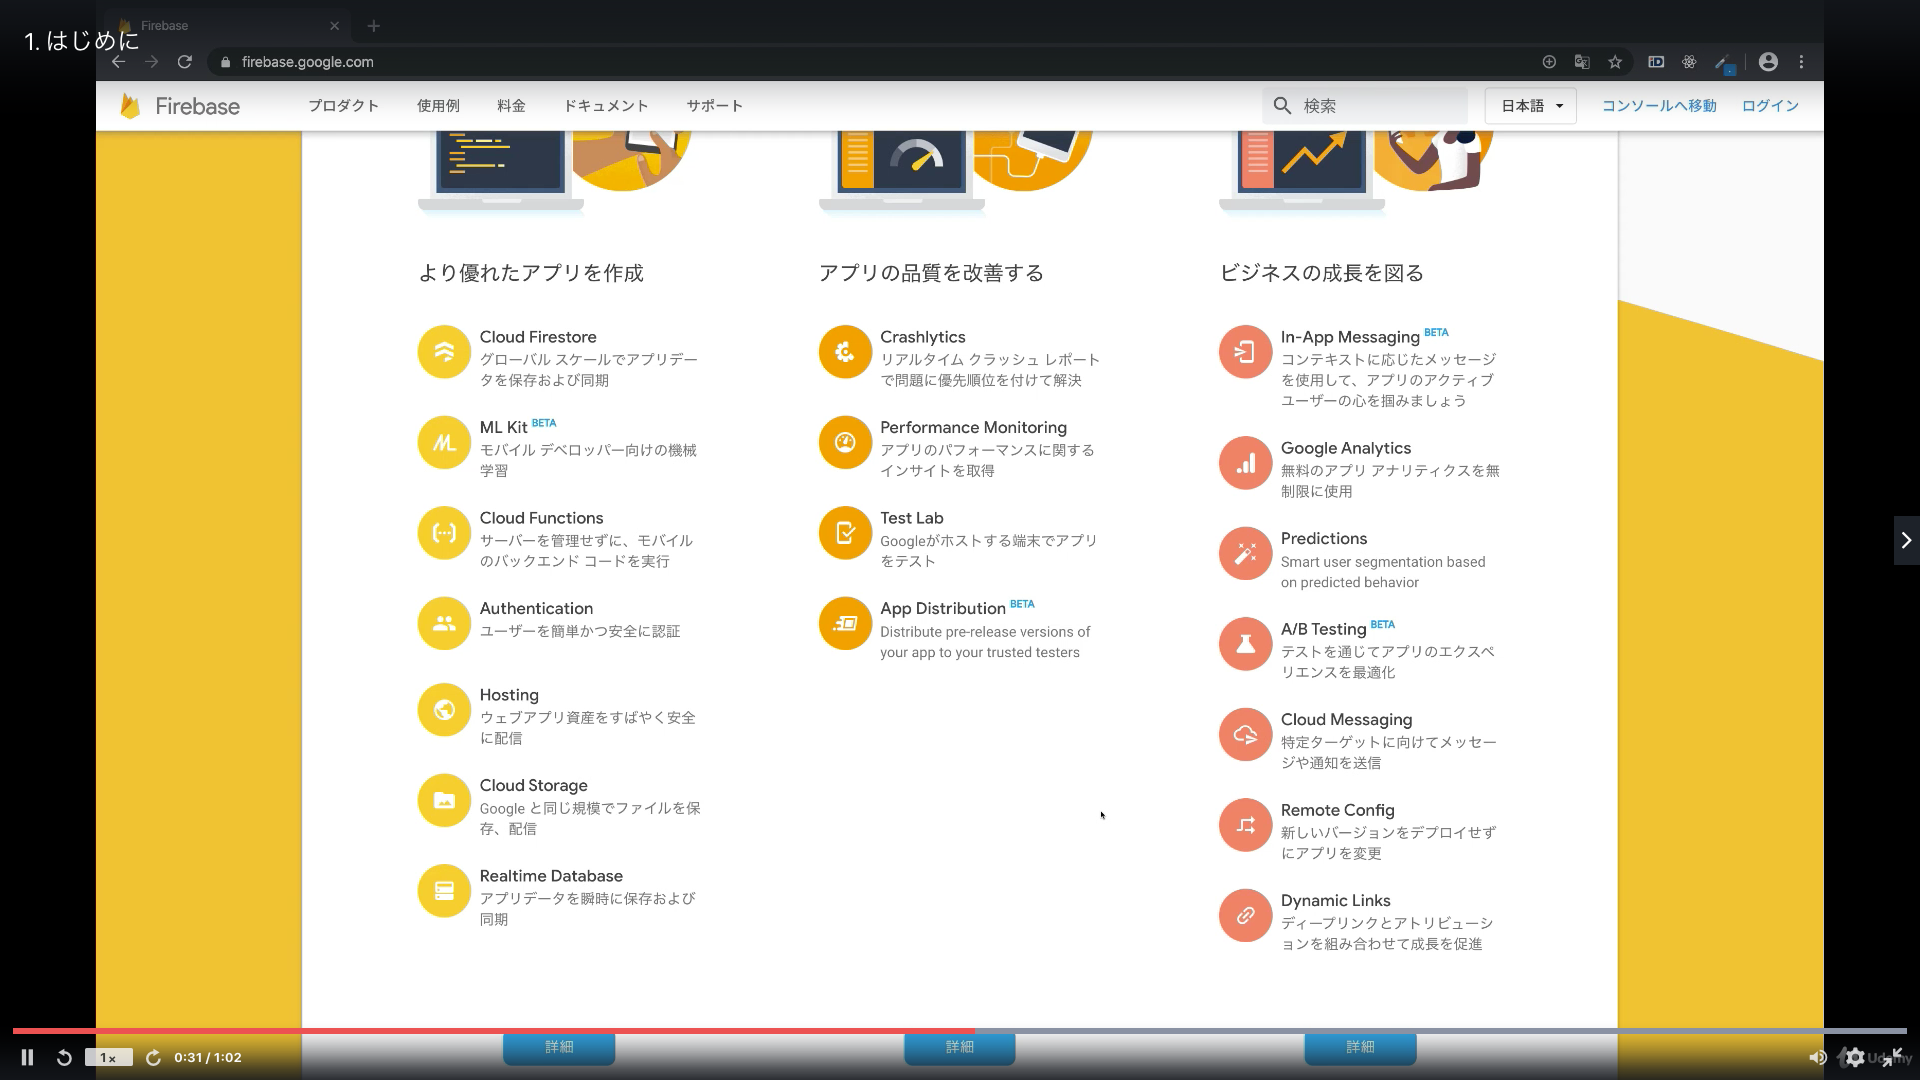 Firebase
1. はじめに
firebase.google.com
Firebase
プロダクト
使用例
料金
ドキュメント
サポート
検索
日本語
コンソールへ移動
ログイン
より優れたアプリを作成
Cloud Firestore
グローバル スケールでアプリデー
タを保存および同期
ML Kit BETA
モバイル デベロッパー向けの機械
学習
Cloud Functions
サーバーを管理せずに、モバイル
のバックエンド コードを実行
Authentication
ユーザーを簡単かつ安全に認証
Hosting
ウェブアプリ資産をすばやく安全
に配信
Cloud Storage
Google と同じ規模でファイルを保
存、配信
Realtime Database
アプリデータを瞬時に保存および
同期
詳細
アプリの品質を改善する
Crashlytics
リアルタイム クラッシュ レポート
で問題に優先順位を付けて解決
Performance Monitoring
アプリのパフォーマンスに関する
インサイトを取得
Test Lab
Googleがホストする端末でアプリ
をテスト
App Distribution BETA
Distribute pre-release versions of
your app to your trusted testers
詳細
ビジネスの成長を図る
In-App Messaging BETA
コンテキストに応じたメッセージ
を使用して、アプリのアクティブ
ユーザーの心を掴みましょう
Google Analytics
無料のアプリ アナリティクスを無
制限に使用
Predictions
Smart user segmentation based
on predicted behavior
A/B Testing BETA
テストを通じてアプリのエクスペ
リエンスを最適化
Cloud Messaging
特定ターゲットに向けてメッセー
ジや通知を送信
Remote Config
新しいバージョンをデプロイせず
にアプリを変更
Dynamic Links
ディープリンクとアトリビューシ
ョンを組み合わせて成長を促進
詳細
1x
0:31 / 1:02
Udemy